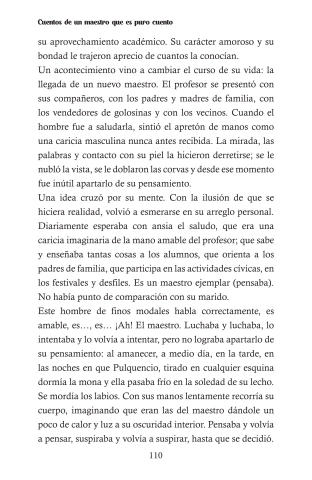 Cuentos de un maestro que es puro cuento
su aprovechamiento académico. Su carácter amoroso y su
bondad le trajeron aprecio de cuantos la conocían.
Un acontecimiento vino a cambiar el curso de su vida: la
llegada de un nuevo maestro. El profesor se presentó con
sus compañeros, con los padres y madres de familia, con
los vendedores de golosinas y con los vecinos. Cuando el
hombre fue a saludarla, sintió el apretón de manos como
una caricia masculina nunca antes recibida. La mirada, las
palabras y contacto con su piel la hicieron derretirse; se le
nubló la vista, se le doblaron las corvas y desde ese momento
fue inútil apartarlo de su pensamiento.
Una idea cruzó por su mente. Con la ilusión de que se
hiciera realidad, volvió a esmerarse en su arreglo personal.
Diariamente esperaba con ansia el saludo, que era una
caricia imaginaria de la mano amable del profesor; que sabe
y enseñaba tantas cosas a los alumnos, que orienta a los
padres de familia, que participa en las actividades cívicas, en
los festivales y desfiles. Es un maestro ejemplar (pensaba).
No había punto de comparación con su marido.
Este hombre de finos modales habla correctamente, es
amable, es…, es… ¡Ah! El maestro. Luchaba y luchaba, lo
intentaba y lo volvía a intentar, pero no lograba apartarlo de
su pensamiento: al amanecer, a medio día, en la tarde, en
las noches en que Pulquencio, tirado en cualquier esquina
dormía la mona y ella pasaba frío en la soledad de su lecho.
Se mordía los labios. Con sus manos lentamente recorría su
cuerpo, imaginando que eran las del maestro dándole un
poco de calor y luz a su oscuridad interior. Pensaba y volvía
a pensar, suspiraba y volvía a suspirar, hasta que se decidió.
110